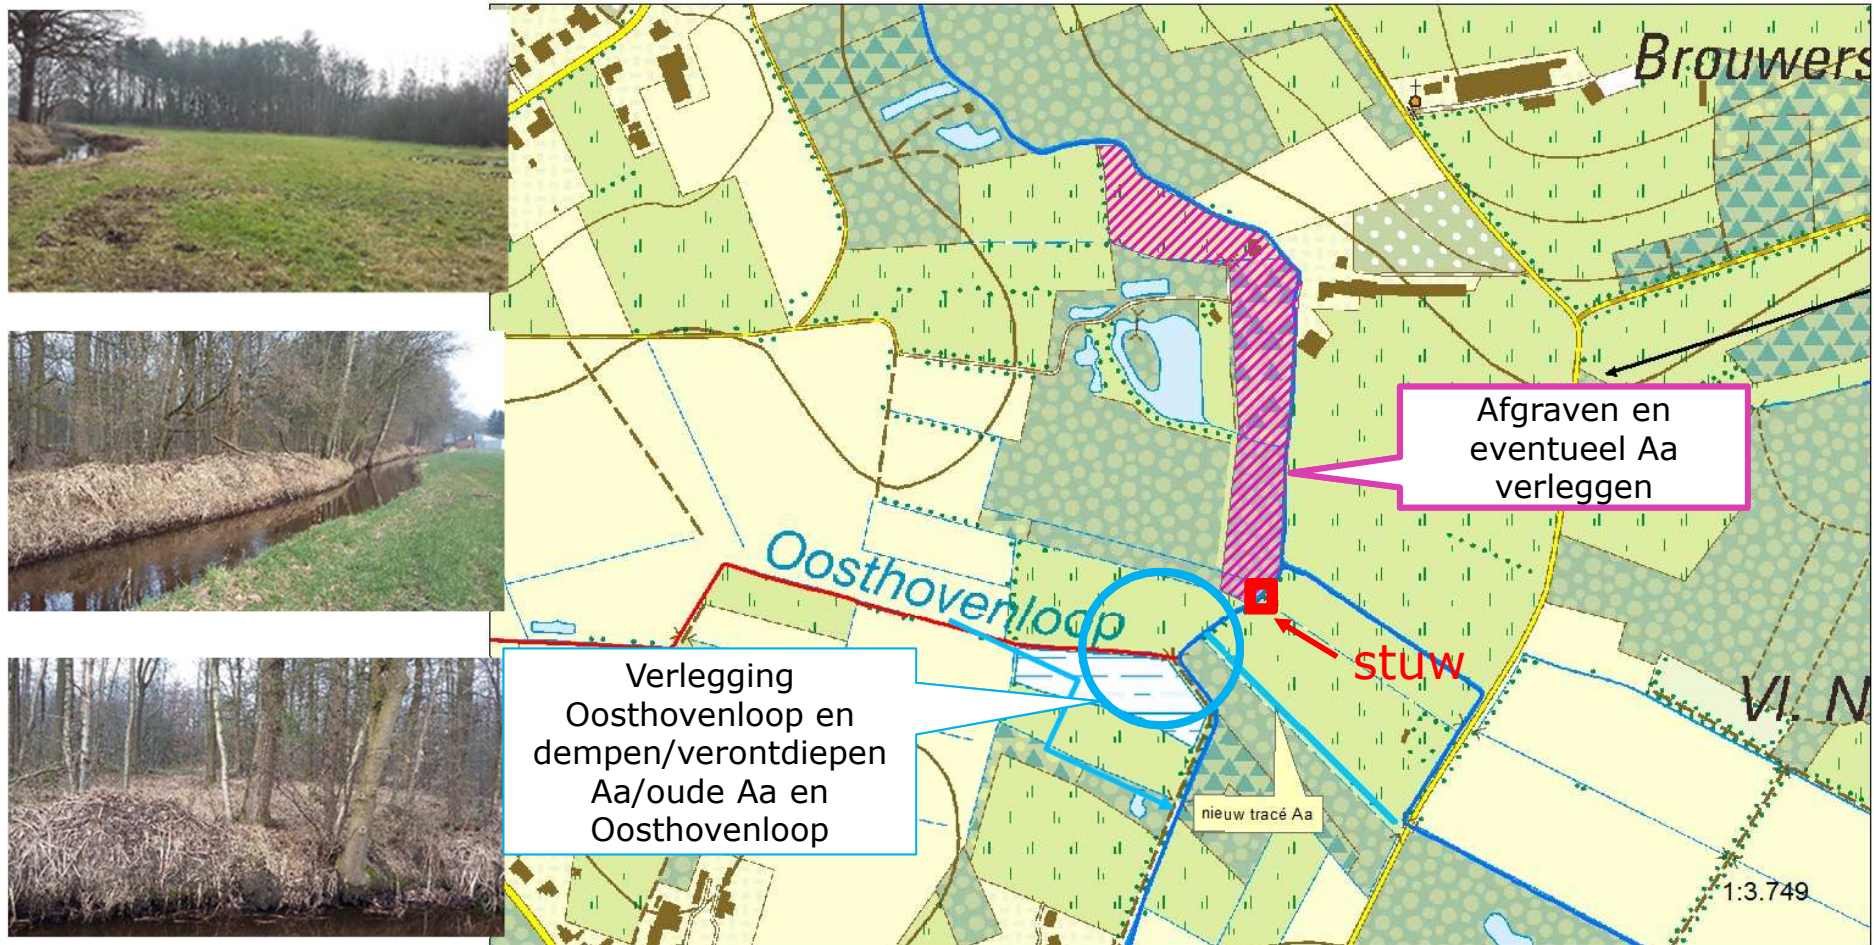 Brouwers
Afgraven en
eventueel Aa
verleggen
Oosthovenloop
stuw
Verlegging
Oosthovenloop en
dempen/verontdiepen
Aa/oude Aa en
Oosthovenloop
Vl. N
nieuw tracé Aa
1:3.749